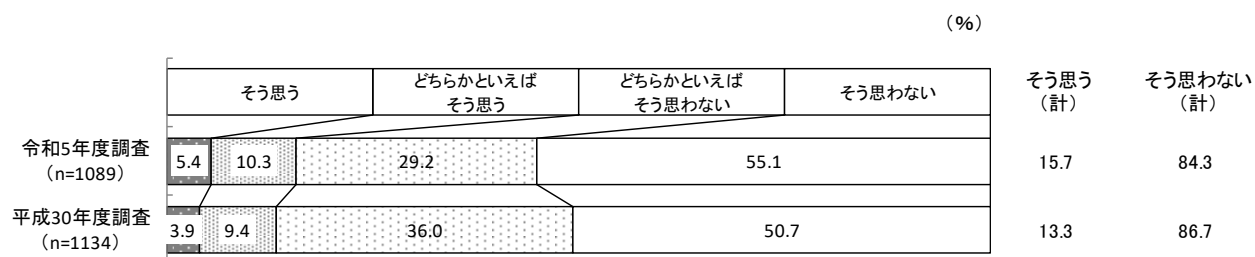 （%）
そう思う
どちらかといえば
そう思う
どちらかといえば
そう思わない
そう思わない
そう思う
（計）
そう思わない
（計）
令和5年度調査
（n=1089）
5.4 10.3 29.2 55.1 15.7 84.3
平成30年度調査
（n=1134）
3.9 9.4 36.0 50.7 13.3 86.7